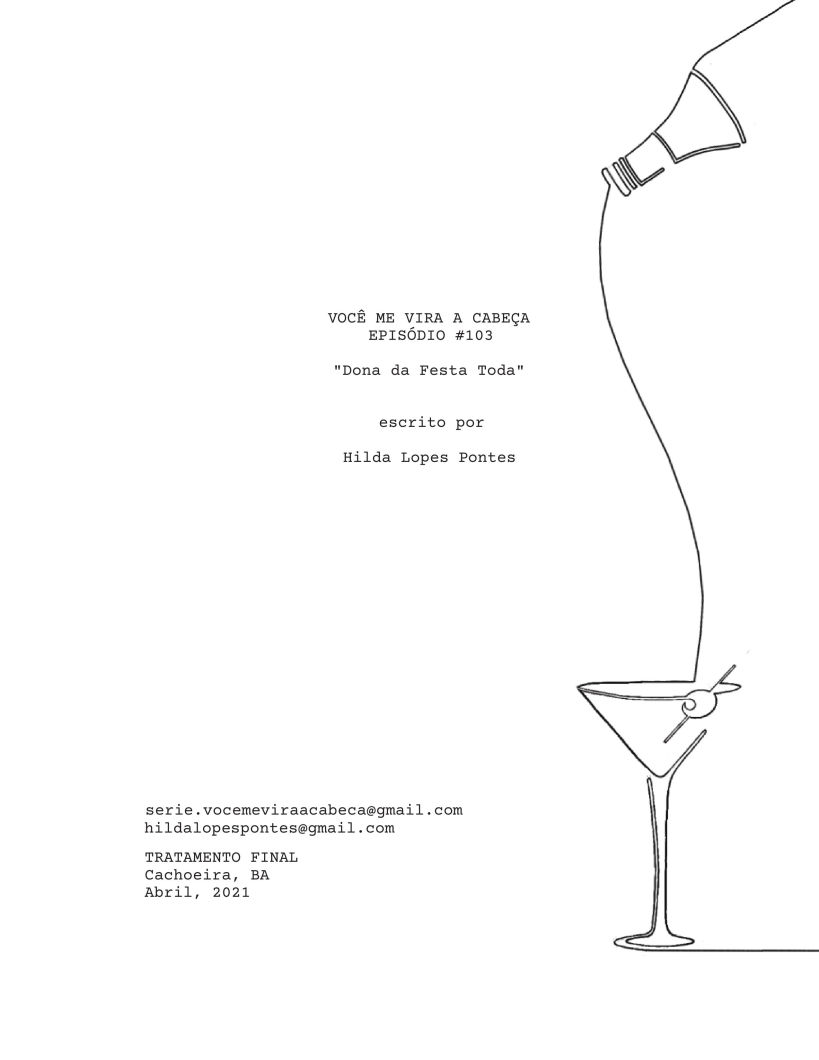 VOCÊ ME VIRA A CABEÇA
EPISÓDIO #103
"Dona da Festa Toda"
escrito por
Hilda Lopes Pontes
serie.vocemeviraacabeca@gmail.com
hildalopespontes@gmail.com
TRATAMENTO FINAL
Cachoeira, BA
Abril, 2021